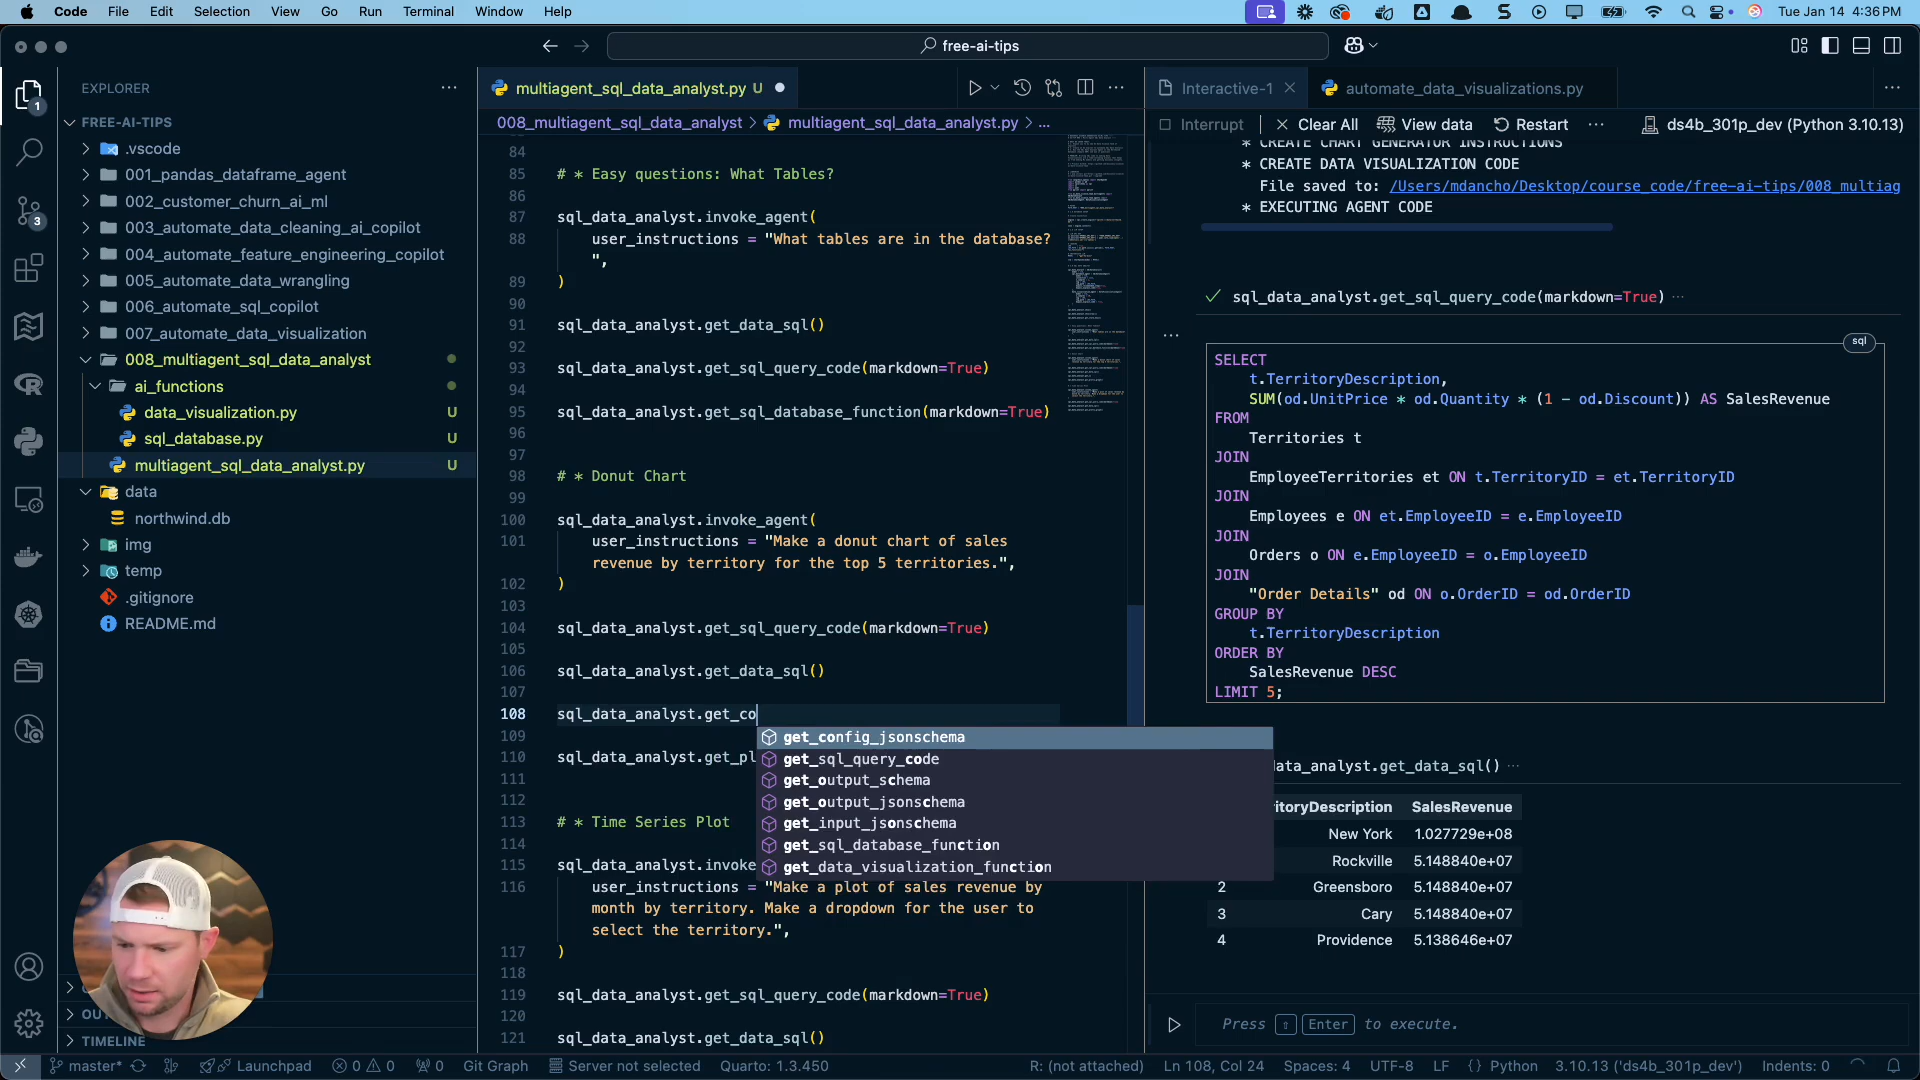 Code File Edit Selection View Go Run Terminal Window Help
Tue Jan 14 4:36 PM
free-ai-tips
EXPLORER
FREE-AI-TIPS
.vscode
001_pandas_dataframe_agent
002_customer_churn_ai_ml
003_automate_data_cleaning_ai_copilot
004_automate_feature_engineering_copilot
005_automate_data_wrangling
006_automate_sql_copilot
007_automate_data_visualization
008_multiagent_sql_data_analyst
ai_functions
data_visualization.py U
sql_database.py U
multiagent_sql_data_analyst.py U
data
northwind.db
img
temp
.gitignore
README.md
TIMELINE
1
3
multiagent_sql_data_analyst.py U
008_multiagent_sql_data_analyst > multiagent_sql_data_analyst.py > ...
84
85 # * Easy questions: What Tables?
86
87 sql_data_analyst.invoke_agent(
88 user_instructions = "What tables are in the database?
",
89 )
90
91 sql_data_analyst.get_data_sql()
92
93 sql_data_analyst.get_sql_query_code(markdown=True)
94
95 sql_data_analyst.get_sql_database_function(markdown=True)
96
97
98 # * Donut Chart
99
100 sql_data_analyst.invoke_agent(
101 user_instructions = "Make a donut chart of sales
revenue by territory for the top 5 territories.",
102 )
103
104 sql_data_analyst.get_sql_query_code(markdown=True)
105
106 sql_data_analyst.get_data_sql()
107
108 sql_data_analyst.get_co
109
110 sql_data_analyst.get_pl
111
112
113 # * Time Series Plot
114
115 sql_data_analyst.invoke
116 user_instructions = "Make a plot of sales revenue by
month by territory. Make a dropdown for the user to
select the territory.",
117 )
118
119 sql_data_analyst.get_sql_query_code(markdown=True)
120
121 sql_data_analyst.get_data_sql()
get_config_jsonschema
get_sql_query_code
get_output_schema
get_output_jsonschema
get_input_jsonschema
get_sql_database_function
get_data_visualization_function
Interactive-1
automate_data_visualizations.py
Interrupt Clear All View data Restart ds4b_301p_dev (Python 3.10.13)
* CREATE CHART GENERATOR INSTRUCTIONS
* CREATE DATA VISUALIZATION CODE
File saved to: /Users/mdancho/Desktop/course_code/free-ai-tips/008_multiag
* EXECUTING AGENT CODE
sql_data_analyst.get_sql_query_code(markdown=True)
sql
SELECT
t.TerritoryDescription,
SUM(od.UnitPrice * od.Quantity * (1 - od.Discount)) AS SalesRevenue
FROM
Territories t
JOIN
EmployeeTerritories et ON t.TerritoryID = et.TerritoryID
JOIN
Employees e ON et.EmployeeID = e.EmployeeID
JOIN
Orders o ON e.EmployeeID = o.EmployeeID
JOIN
"Order Details" od ON o.OrderID = od.OrderID
GROUP BY
t.TerritoryDescription
ORDER BY
SalesRevenue DESC
LIMIT 5;
data_analyst.get_data_sql()
itoryDescription SalesRevenue
New York 1.027729e+08
Rockville 5.148840e+07
2 Greensboro 5.148840e+07
3 Cary 5.148840e+07
4 Providence 5.138646e+07
Press ⇧ Enter to execute.
master* Launchpad 0 0 0 Git Graph Server not selected Quarto: 1.3.450 R: (not attached) Ln 108, Col 24 Spaces: 4 UTF-8 LF {} Python 3.10.13 ('ds4b_301p_dev') Indents: 0